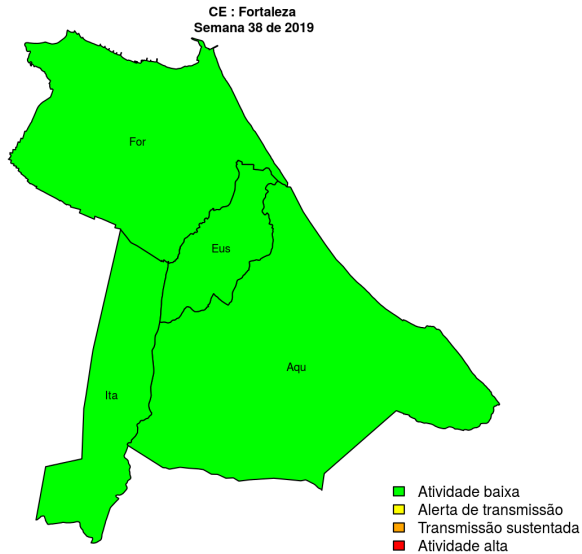 CE : Fortaleza
Semana 38 de 2019
For
Eus
Aqu
Ita
Atividade baixa
Alerta de transmissão
Transmissão sustentada
Atividade alta